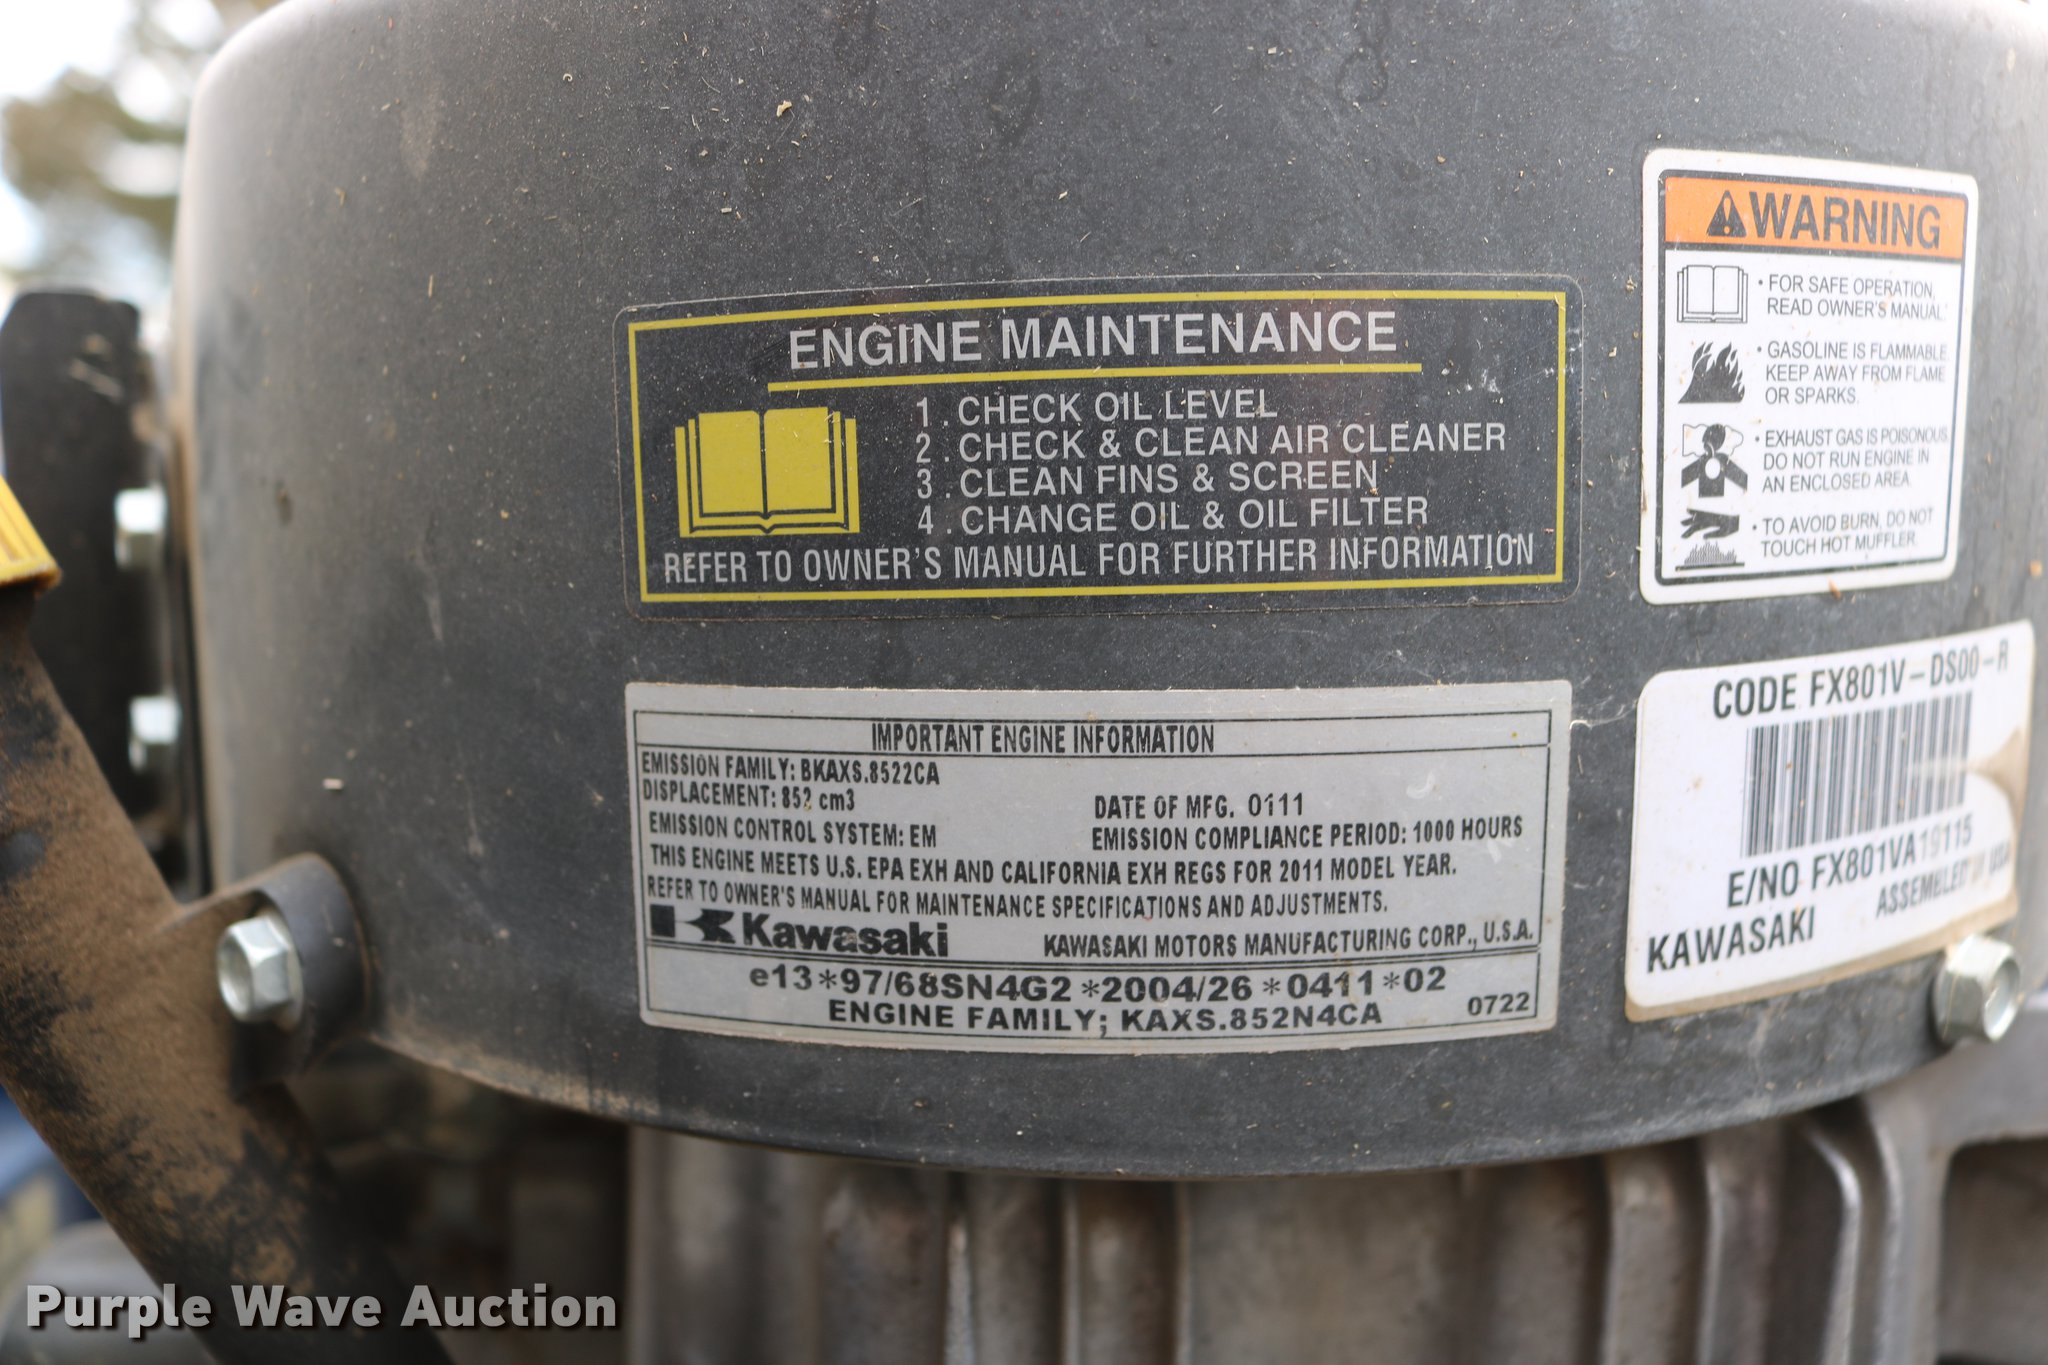 ENGINE MAINTENANCE
1. CHECK OIL LEVEL
2. CHECK & CLEAN AIR CLEANER
3. CLEAN FINS & SCREEN
4. CHANGE OIL & OIL FILTER
REFER TO OWNER'S MANUAL FOR FURTHER INFORMATION
WARNING
• FOR SAFE OPERATION,
READ OWNER'S MANUAL.
• GASOLINE IS FLAMMABLE.
KEEP AWAY FROM FLAME
OR SPARKS.
• EXHAUST GAS IS POISONOUS.
DO NOT RUN ENGINE IN
AN ENCLOSED AREA.
• TO AVOID BURN, DO NOT
TOUCH HOT MUFFLER.
IMPORTANT ENGINE INFORMATION
EMISSION FAMILY: BKAXS.8522CA
DISPLACEMENT: 852 cm3
DATE OF MFG. 0111
EMISSION CONTROL SYSTEM: EM
EMISSION COMPLIANCE PERIOD: 1000 HOURS
THIS ENGINE MEETS U.S. EPA EXH AND CALIFORNIA EXH REGS FOR 2011 MODEL YEAR.
REFER TO OWNER'S MANUAL FOR MAINTENANCE SPECIFICATIONS AND ADJUSTMENTS.
Kawasaki
KAWASAKI MOTORS MANUFACTURING CORP., U.S.A.
e13*97/68SN4G2*2004/26*0411*02
ENGINE FAMILY; KAXS.852N4CA
0722
CODE FX801V-DS00-R
E/NO FX801VA19115
KAWASAKI
ASSEMBLED IN USA
Purple Wave Auction